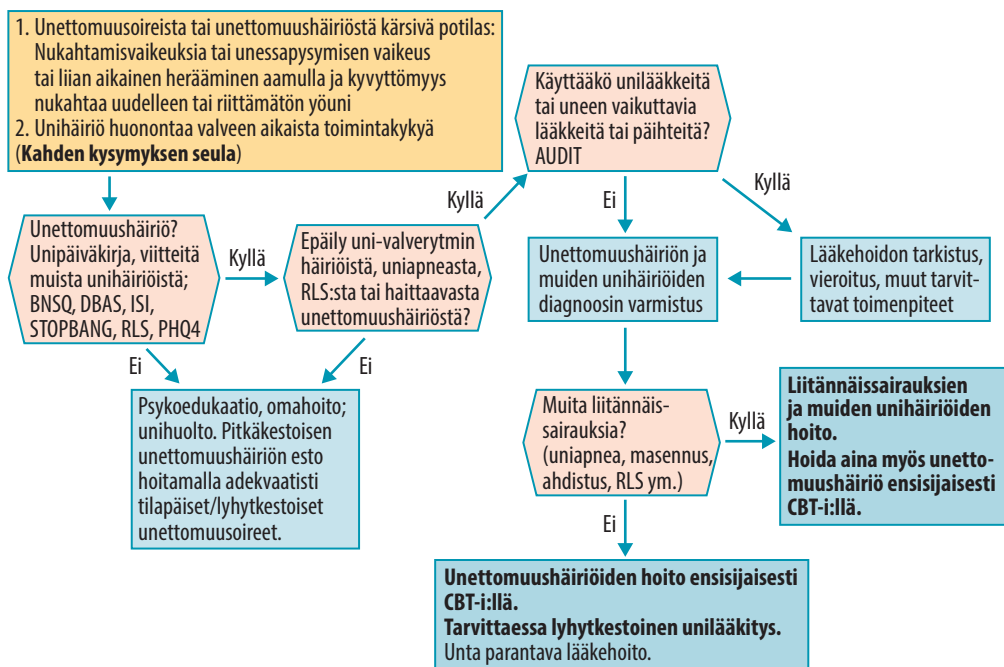 1. Unettomuusoireista tai unettomuushäiriöstä kärsivä potilas:
Nukahtamisvaikeuksia tai unessapysymisen vaikeus
tai liian aikainen herääminen aamulla ja kyvyttömyys
nukahtaa uudelleen tai riittämätön yöuni
2. Unihäiriö huonontaa valveen aikaista toimintakykyä
(Kahden kysymyksen seula)
Käyttääkö unilääkkeitä
tai uneen vaikuttavia
lääkkeitä tai päihteitä?
AUDIT
Kyllä
Ei
Kyllä
Unettomuushäiriö?
Unipäiväkirja, viitteitä
muista unihäiriöistä;
BNSQ, DBAS, ISI,
STOPBANG, RLS, PHQ4
Kyllä
Epäily uni-valverytmin
häiriöistä, uniapneasta,
RLS:sta tai haittaavasta
unettomuushäiriöstä?
Unettomuushäiriön ja
muiden unihäiriöiden
diagnoosin varmistus
Lääkehoidon tarkistus,
vieroitus, muut tarvit-
tavat toimenpiteet
Ei
Ei
Psykoedukaatio, omahoito;
unihuolto. Pitkäkestoisen
unettomuushäiriön esto
hoitamalla adekvaatisti
tilapäiset/lyhytkestoiset
unettomuusoireet.
Muita liitännäis-
sairauksia?
(uniapnea, masennus,
ahdistus, RLS ym.)
Kyllä
Liitännäissairauksien
ja muiden unihäiriöiden
hoito.
Hoida aina myös unetto-
muushäiriö ensisijaisesti
CBT-i:llä.
Ei
Unettomuushäiriöiden hoito ensisijaisesti
CBT-i:llä.
Tarvittaessa lyhytkestoinen unilääkitys.
Unta parantava lääkehoito.